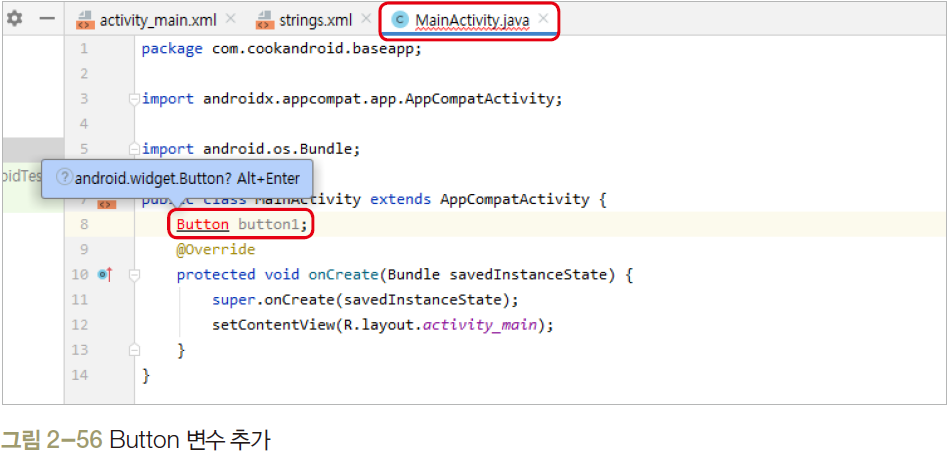 activity_main.xml strings.xml MainActivity.java
1 package com.cookandroid.baseapp;
2
3 import androidx.appcompat.app.AppCompatActivity;
4
5 import android.os.Bundle;
oidTes ?android.widget.Button? Alt+Enter
7 public class MainActivity extends AppCompatActivity {
8 Button button1;
9 @Override
10 protected void onCreate(Bundle savedInstanceState) {
11 super.onCreate(savedInstanceState);
12 setContentView(R.layout.activity_main);
13 }
14 }
그림 2-56 Button 변수 추가